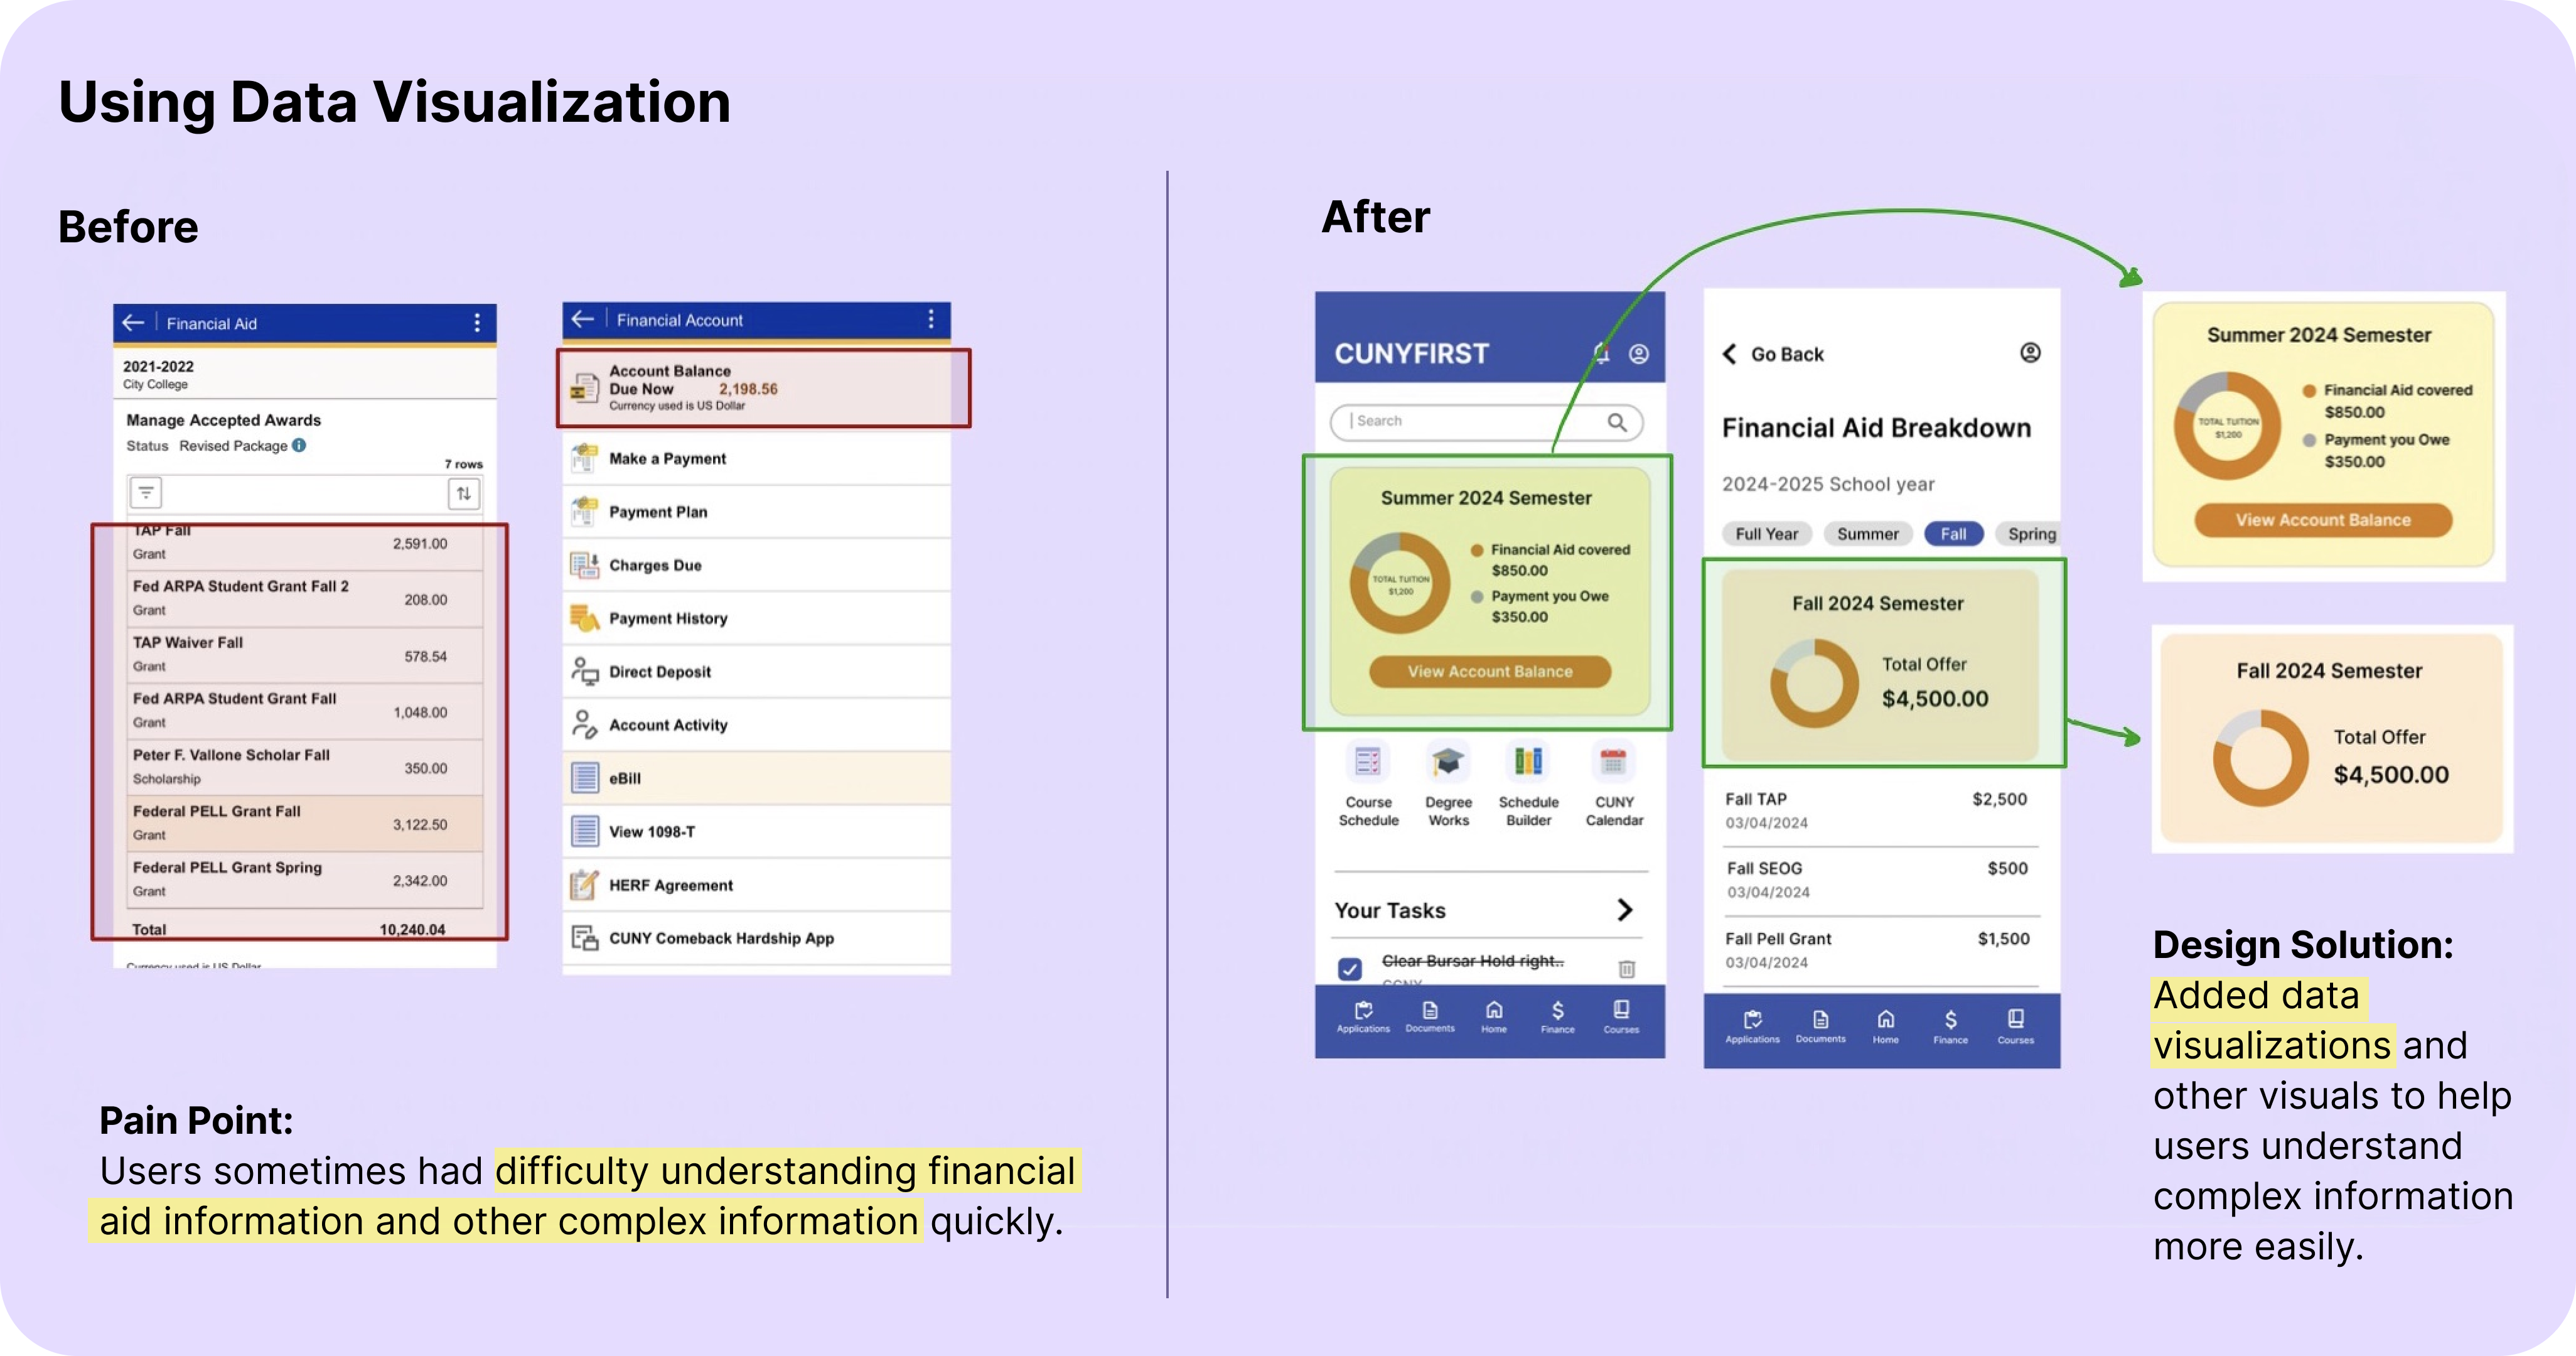 Using Data Visualization
Before
Financial Aid
2021-2022
City College
Manage Accepted Awards
Status Revised Package
7 rows
TAP Fall
2,591.00
Grant
Fed ARPA Student Grant Fall 2
208.00
Grant
TAP Waiver Fall
578.54
Grant
Fed ARPA Student Grant Fall
1,048.00
Grant
Peter F. Vallone Scholar Fall
350.00
Scholarship
Federal PELL Grant Fall
3,122.50
Grant
Federal PELL Grant Spring
2,342.00
Grant
Total 10,240.04
Currency used is US Dollar
Financial Account
Account Balance
Due Now 2,198.56
Currency used is US Dollar
Make a Payment
Payment Plan
Charges Due
Payment History
Direct Deposit
Account Activity
eBill
View 1098-T
HERF Agreement
CUNY Comeback Hardship App
Pain Point:
Users sometimes had difficulty understanding financial
aid information and other complex information quickly.
After
CUNYFIRST
Search
Summer 2024 Semester
TOTAL TUITION
$1,200
Financial Aid covered
$850.00
Payment you Owe
$350.00
View Account Balance
Course Schedule
Degree Works
Schedule Builder
CUNY Calendar
Your Tasks
Clear Bursar Hold right..
CCNY
Applications Documents Home Finance Courses
Go Back
Financial Aid Breakdown
2024-2025 School year
Full Year Summer Fall Spring
Fall 2024 Semester
Total Offer
$4,500.00
Fall TAP $2,500
03/04/2024
Fall SEOG $500
03/04/2024
Fall Pell Grant $1,500
03/04/2024
Applications Documents Home Finance Courses
Summer 2024 Semester
TOTAL TUITION
$1,200
Financial Aid covered
$850.00
Payment you Owe
$350.00
View Account Balance
Fall 2024 Semester
Total Offer
$4,500.00
Design Solution:
Added data
visualizations and
other visuals to help
users understand
complex information
more easily.